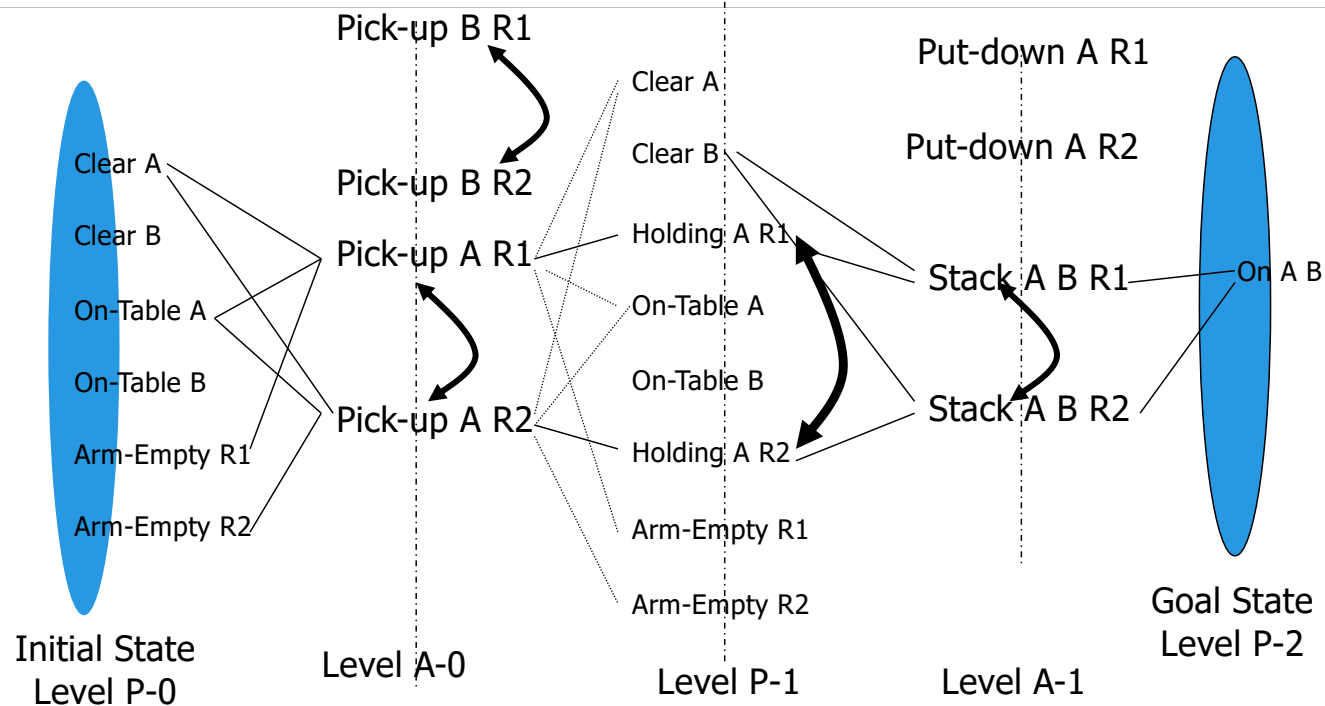 Clear A
Clear B
On-Table A
On-Table B
Arm-Empty R1
Arm-Empty R2
Initial State
Level P-0
Pick-up B R1
Pick-up B R2
Pick-up A R1
Pick-up A R2
Level A-0
Clear A
Clear B
Holding A R1
On-Table A
On-Table B
Holding A R2
Arm-Empty R1
Arm-Empty R2
Level P-1
Put-down A R1
Put-down A R2
Stack A B R1
Stack A B R2
Level A-1
On A B
Goal State
Level P-2